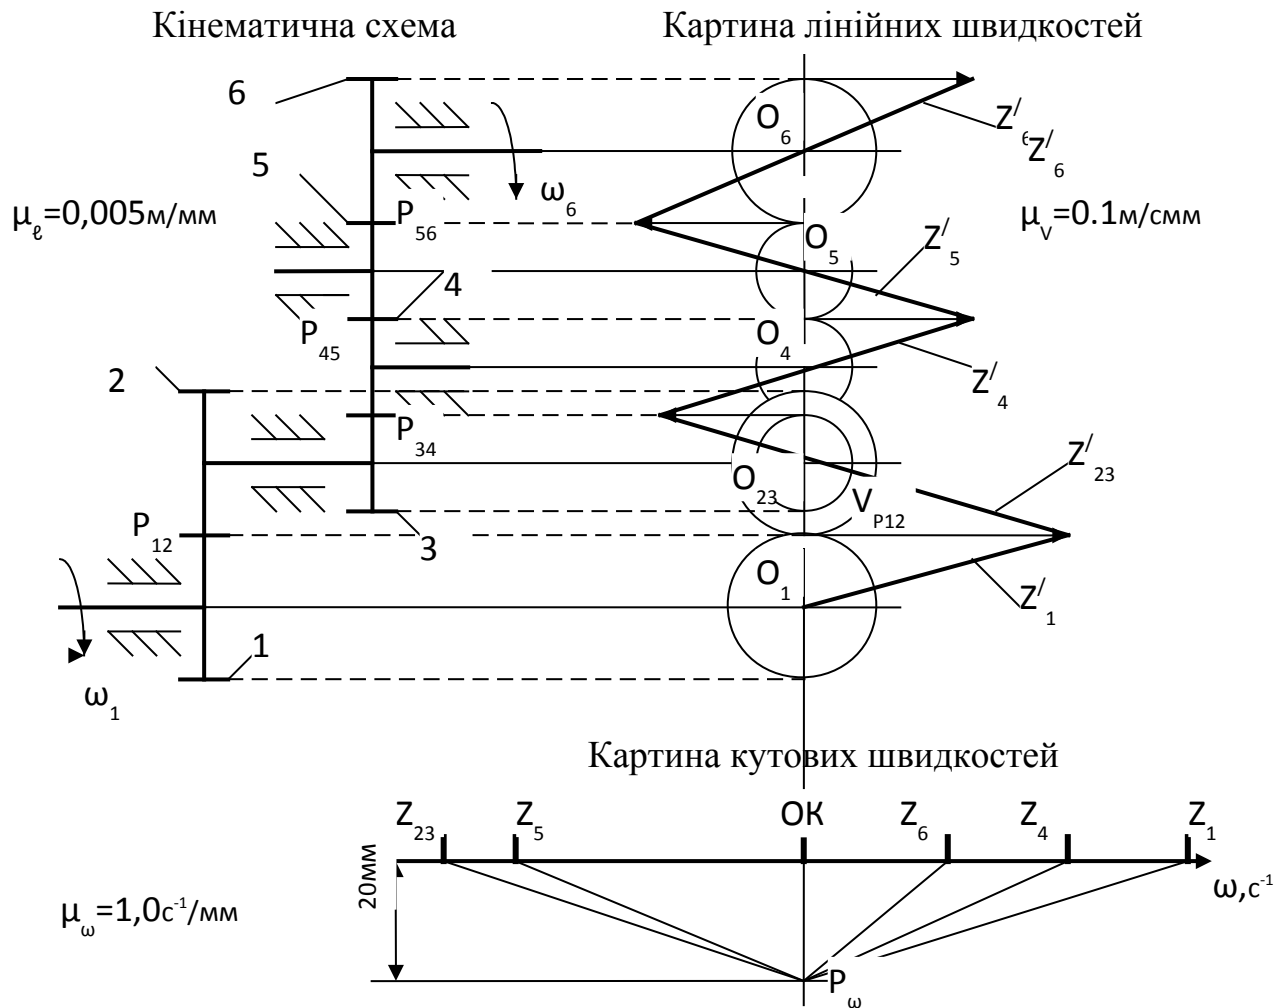 Кінематична схема
Картина лінійних швидкостей
6
O6
Z/6
Z/6
5
ω6
P56
μℓ=0,005м/мм
μV=0.1м/смм
O5
Z/5
4
P45
O4
2
Z/4
P34
Z/23
O23
VP12
P12
3
O1
Z/1
1
ω1
Картина кутових швидкостей
Z23 Z5 ОК Z6 Z4 Z1
20мм
ω,с-1
μω=1,0с-1/мм
Pω